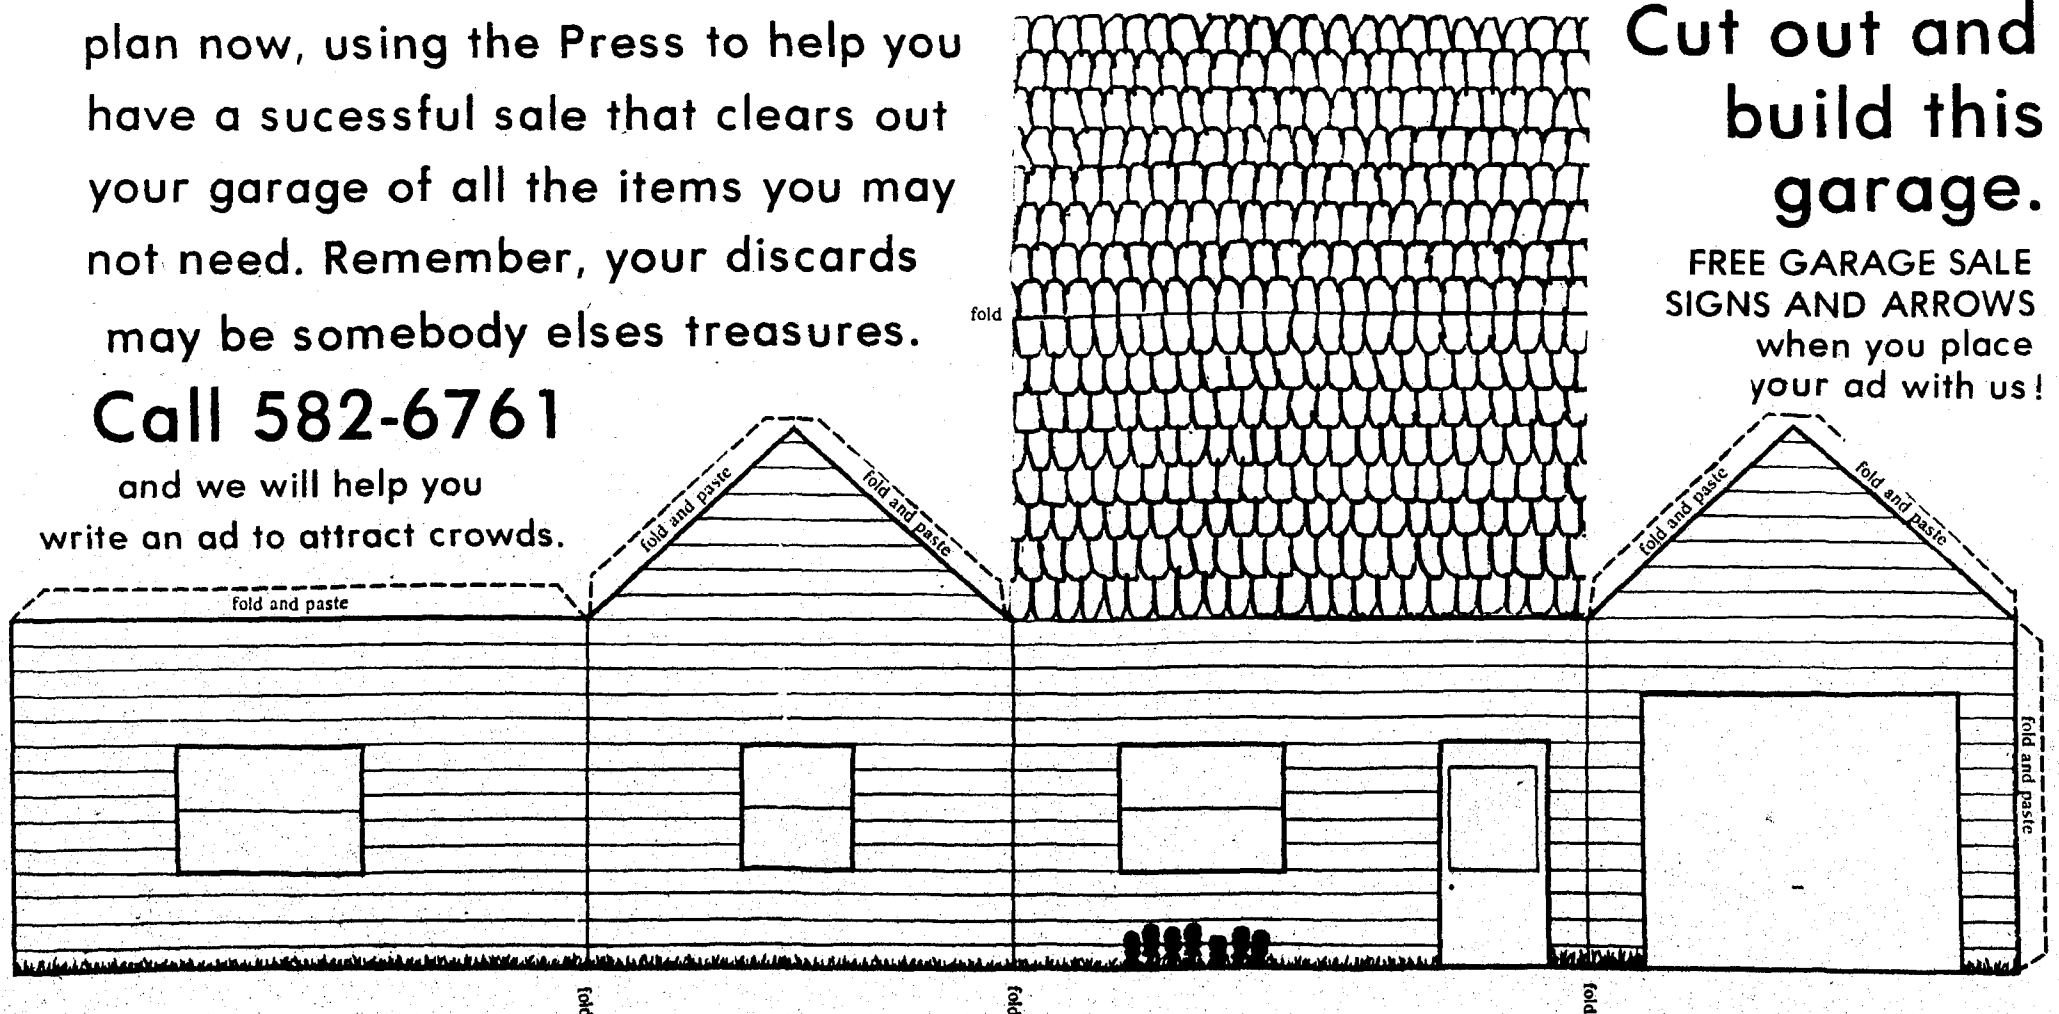 plan now, using the Press to help you
have a sucessful sale that clears out
your garage of all the items you may
not need. Remember, your discards
may be somebody elses treasures.
Call 582-6761
and we will help you
write an ad to attract crowds.
Cut out and
build this
garage.
FREE GARAGE SALE
SIGNS AND ARROWS
when you place
your ad with us!
fold
fold and paste
fold and paste
fold and paste
fold and paste
fold and paste
fold and paste
fold
fold
fold